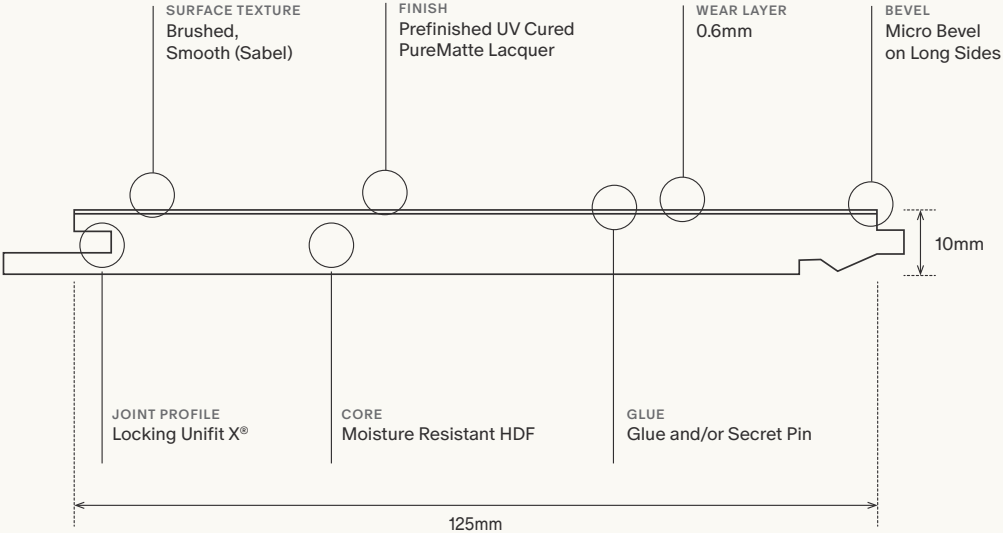 SURFACE TEXTURE
Brushed,
Smooth (Sabel)
FINISH
Prefinished UV Cured
PureMatte Lacquer
WEAR LAYER
0.6mm
BEVEL
Micro Bevel
on Long Sides
10mm
JOINT PROFILE
Locking Unifit X®
CORE
Moisture Resistant HDF
GLUE
Glue and/or Secret Pin
125mm